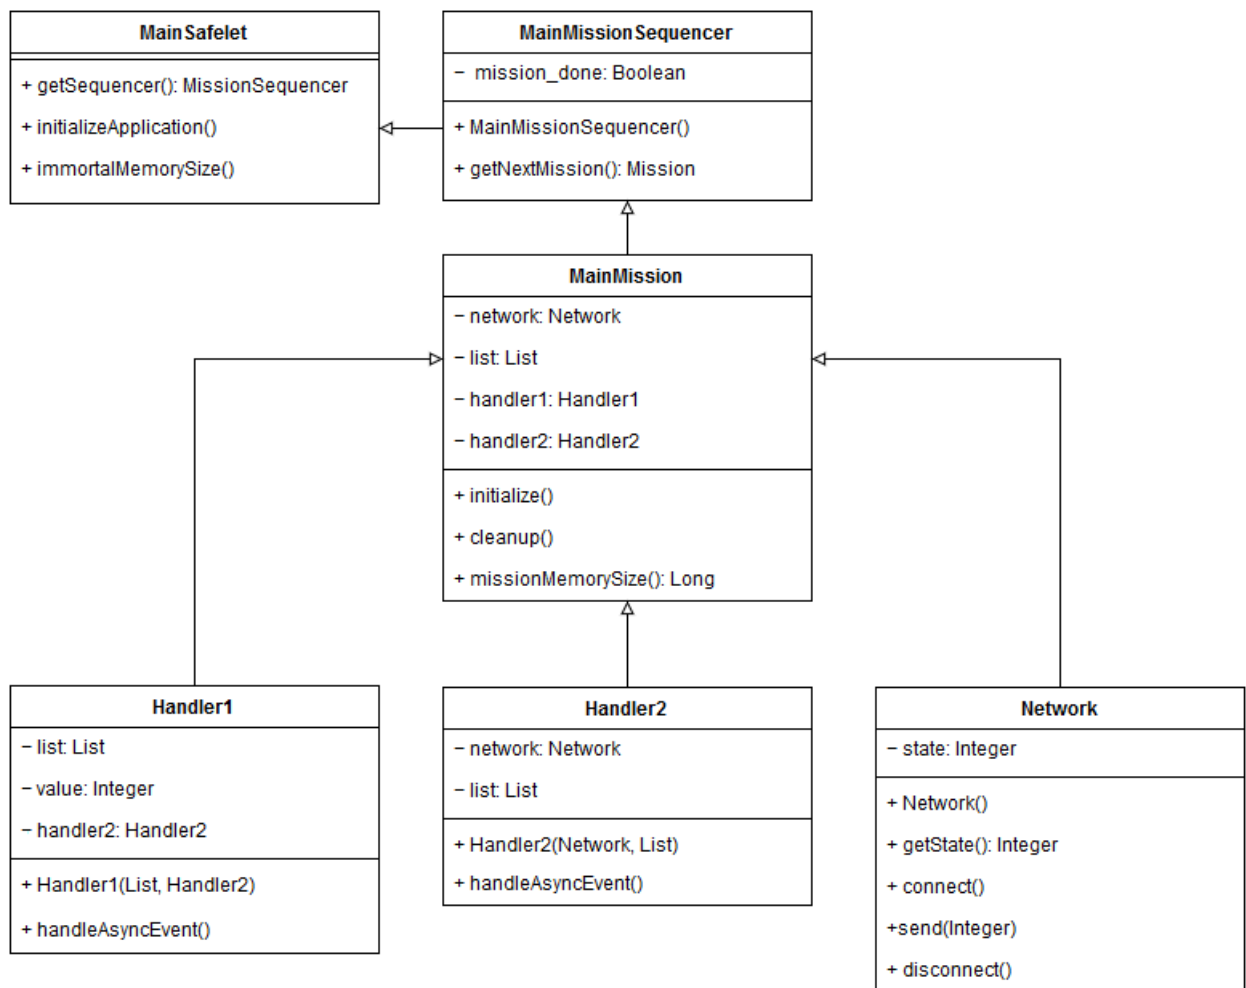 MainSafelet
+ getSequencer(): MissionSequencer
+ initializeApplication()
+ immortalMemorySize()
MainMissionSequencer
− mission_done: Boolean
+ MainMissionSequencer()
+ getNextMission(): Mission
MainMission
− network: Network
− list: List
− handler1: Handler1
− handler2: Handler2
+ initialize()
+ cleanup()
+ missionMemorySize(): Long
Handler1
− list: List
− value: Integer
− handler2: Handler2
+ Handler1(List, Handler2)
+ handleAsyncEvent()
Handler2
− network: Network
− list: List
+ Handler2(Network, List)
+ handleAsyncEvent()
Network
− state: Integer
+ Network()
+ getState(): Integer
+ connect()
+send(Integer)
+ disconnect()